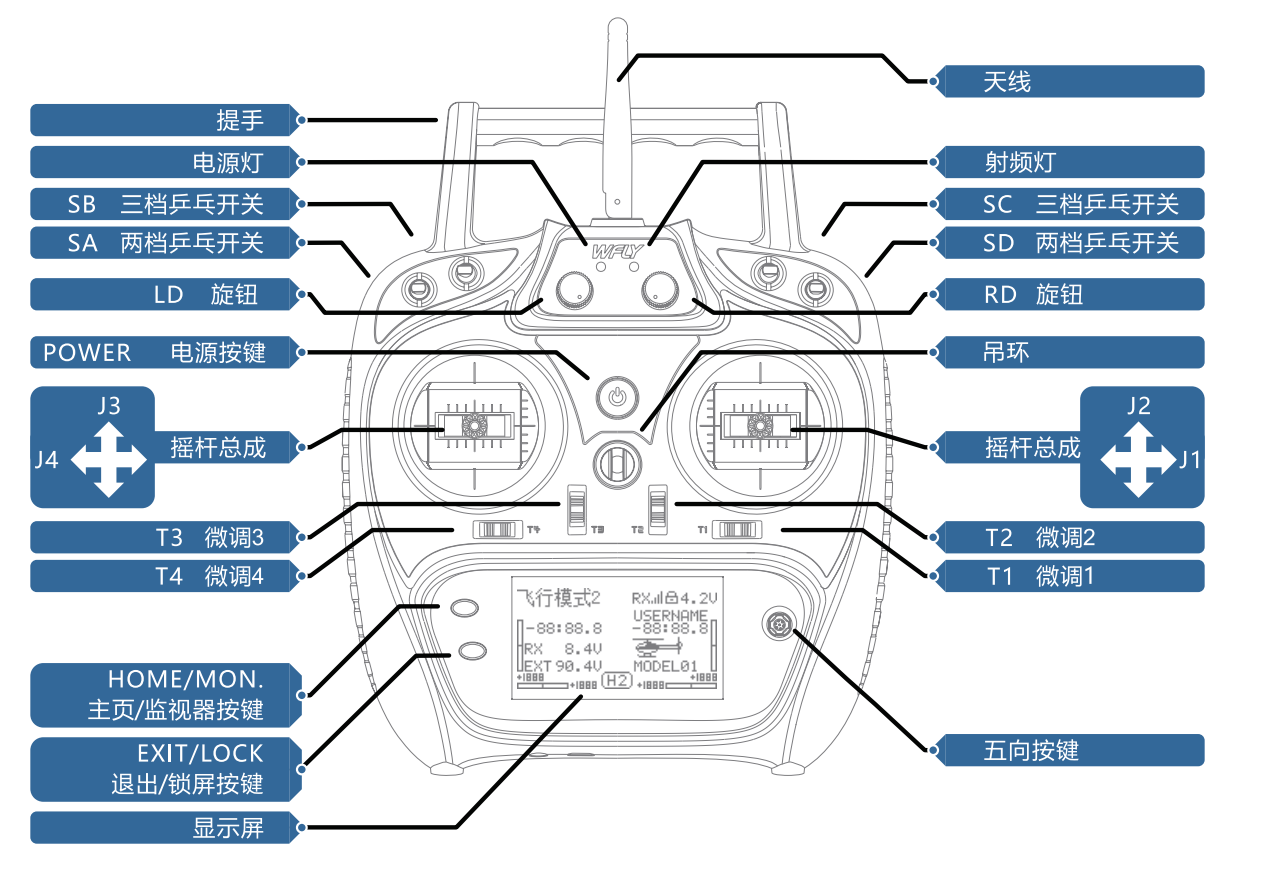 天线
提手
电源灯
射频灯
SB 三档乒乓开关
SC 三档乒乓开关
SA 两档乒乓开关
SD 两档乒乓开关
WFLY
LD 旋钮
RD 旋钮
POWER 电源按键
吊环
J3
J4
摇杆总成
J2
摇杆总成
J1
T3 微调3
T4 T3 T2 T1
T2 微调2
T4 微调4
T1 微调1
飞行模式2 RX 4.2V
USERNAME
-88:88.8 -88:88.8
RX 8.4V
EXT 90.4V MODEL01
+1888 +1888
+1888 H2 +1888
HOME/MON.
主页/监视器按键
EXIT/LOCK
退出/锁屏按键
五向按键
显示屏